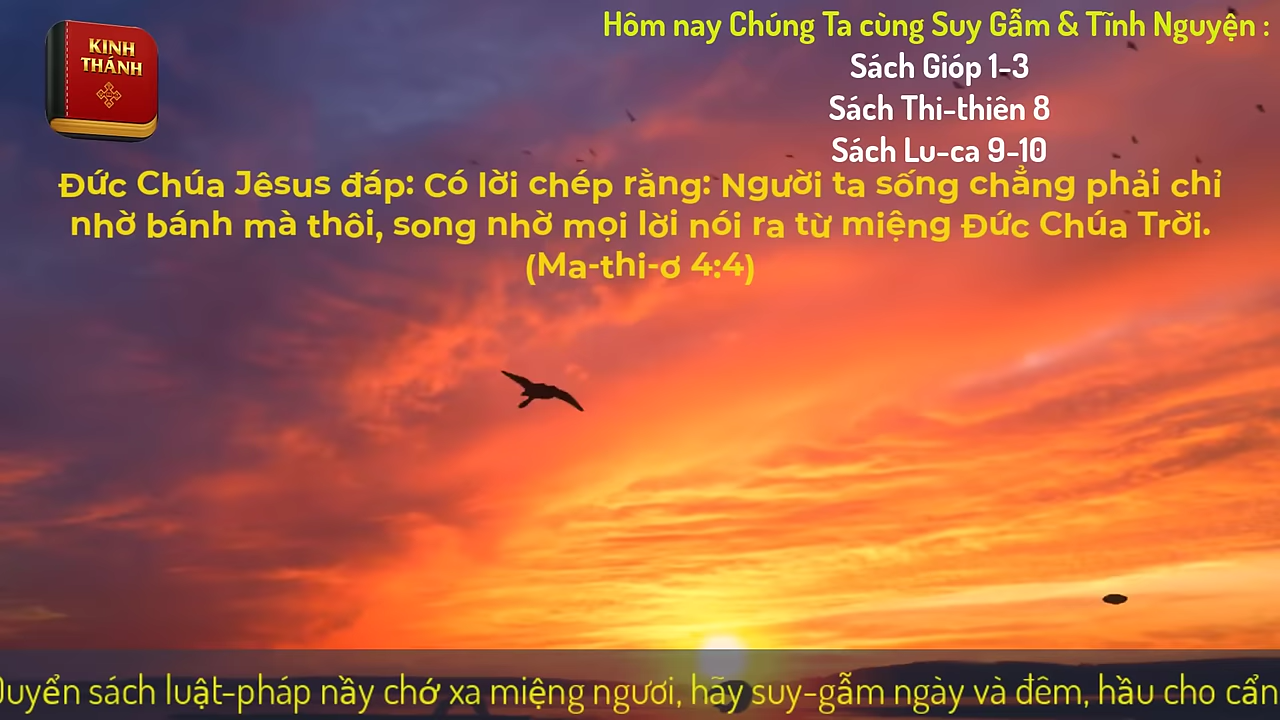 KINH
THÁNH
Hôm nay Chúng Ta cùng Suy Gẫm & Tĩnh Nguyện :
Sách Gióp 1-3
Sách Thi-thiên 8
Sách Lu-ca 9-10
Đức Chúa Jêsus đáp: Có lời chép rằng: Người ta sống chẳng phải chỉ
nhờ bánh mà thôi, song nhờ mọi lời nói ra từ miệng Đức Chúa Trời.
(Ma-thi-ơ 4:4)
Quyển sách luật-pháp nầy chớ xa miệng ngươi, hãy suy-gẫm ngày và đêm, hầu cho cẩn